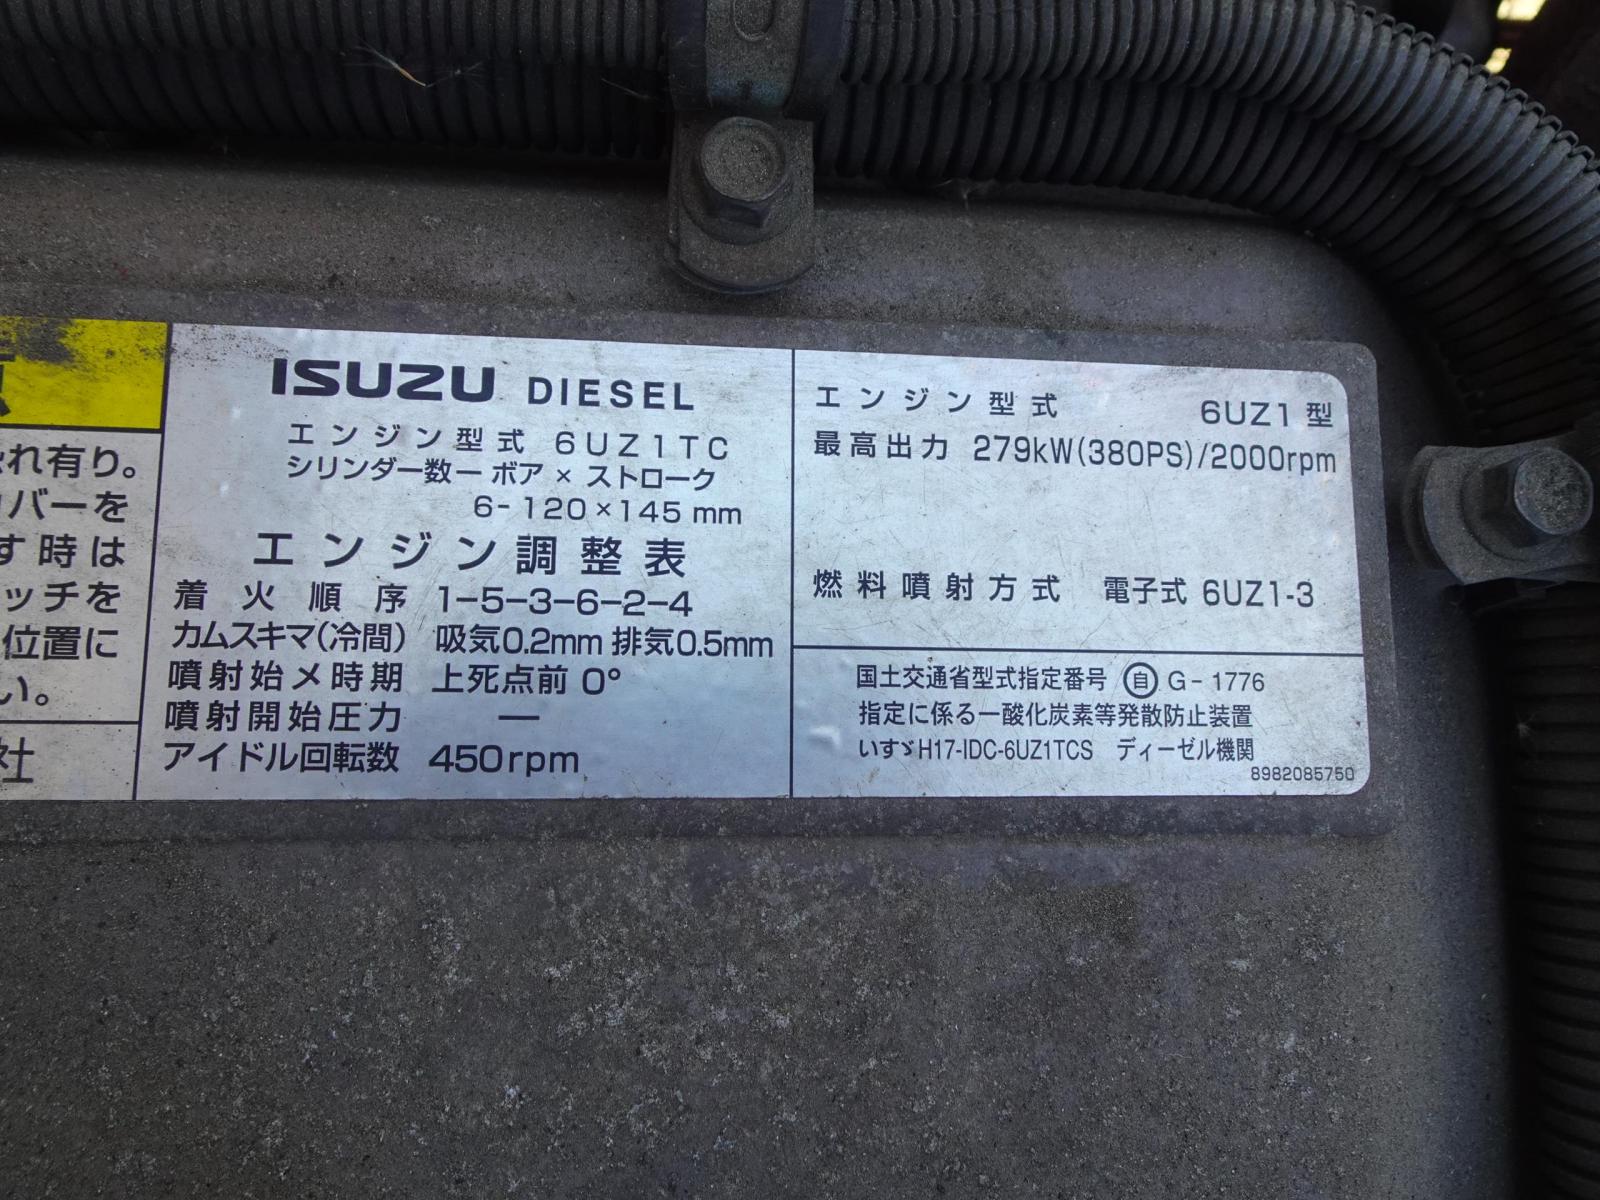 れ有り。
バーを
す時は
ッチを
位置に
い。
社
ISUZU DIESEL
エンジン型式 6UZ1TC
シリンダー数ー ボア × ストローク
6-120×145 mm
エンジン調整表
着火順序 1-5-3-6-2-4
カムスキマ(冷間) 吸気0.2mm 排気0.5mm
噴射始メ時期 上死点前 0°
噴射開始圧力 —
アイドル回転数 450rpm
エンジン型式 6UZ1型
最高出力 279kW(380PS)/2000rpm
燃料噴射方式 電子式 6UZ1-3
国土交通省型式指定番号 自 G-1776
指定に係る一酸化炭素等発散防止装置
いすゞH17-IDC-6UZ1TCS ディーゼル機関
8982085750